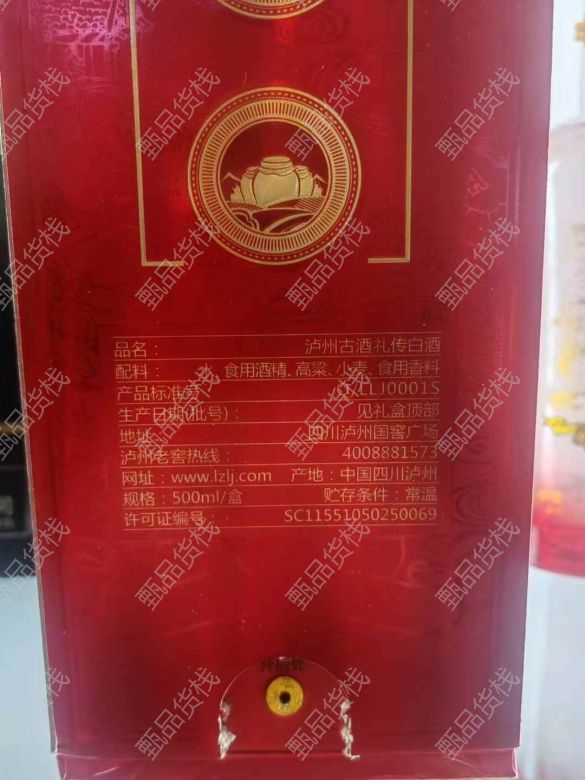 品名： 泸州古酒礼传白酒
配料： 水、食用酒精、高粱、小麦、食用香料
产品标准号： Q/LLJ0001S
生产日期(批号)： 见礼盒顶部
地址： 四川泸州国窖广场
泸州老窖热线： 4008881573
网址：www.lzlj.com 产地：中国四川泸州
规格：500ml/盒 贮存条件：常温
许可证编号： SC11551050250069
开启处
甄品货栈